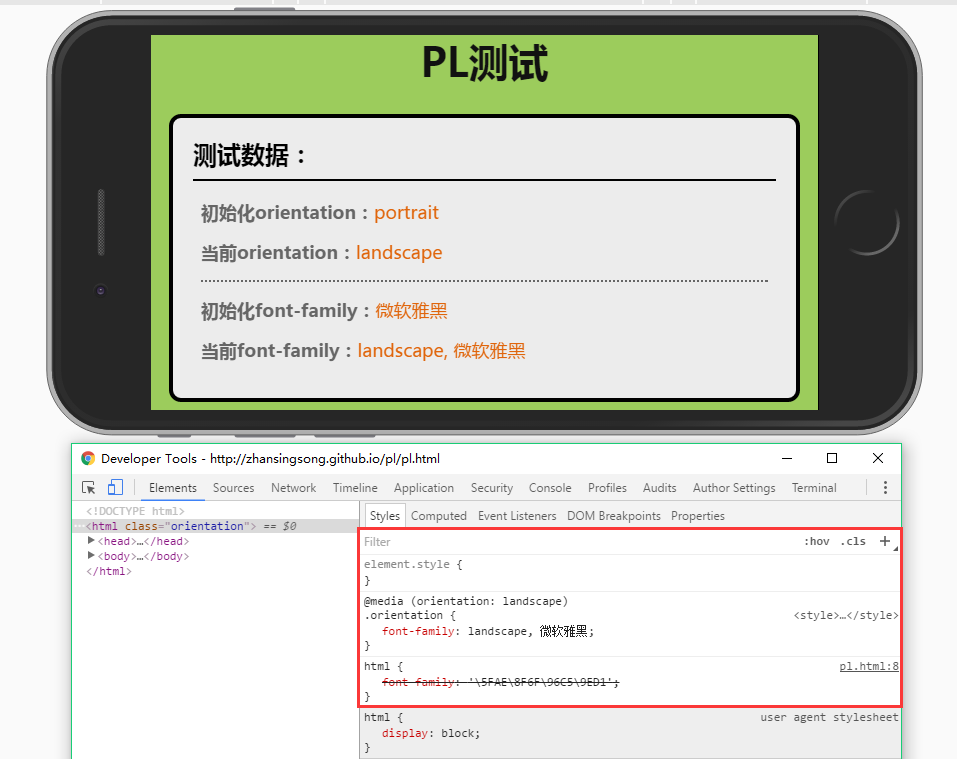 PL测试
测试数据：
初始化orientation：portrait
当前orientation：landscape
初始化font-family：微软雅黑
当前font-family：landscape, 微软雅黑
Developer Tools - http://zhansingsong.github.io/pl/pl.html
Elements Sources Network Timeline Application Security Console Profiles Audits Author Settings Terminal
<!DOCTYPE html>
<html class="orientation"> == $0
<head>…</head>
<body>…</body>
</html>
Styles Computed Event Listeners DOM Breakpoints Properties
Filter :hov .cls +
element.style {
}
@media (orientation: landscape)
.orientation { <style>…</style>
font-family: landscape, 微软雅黑;
}
html { pl.html:8
font-family: '\5FAE\8F6F\96C5\9ED1';
}
html { user agent stylesheet
display: block;
}